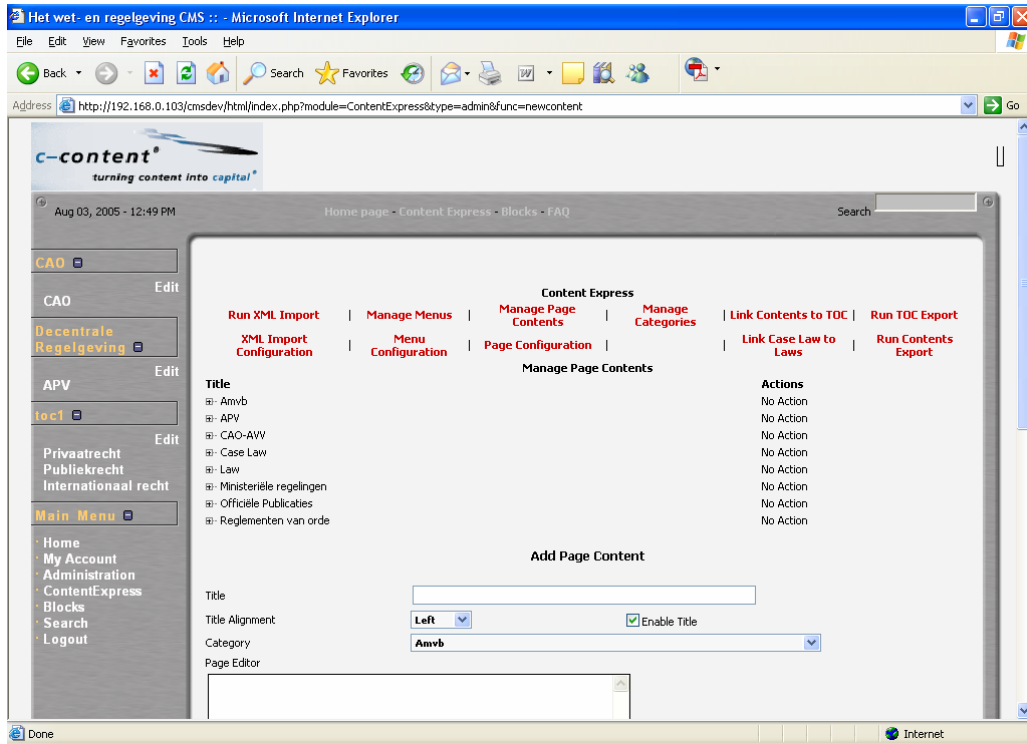 Het wet- en regelgeving CMS :: - Microsoft Internet Explorer
File Edit View Favorites Tools Help
Back Search Favorites
Address http://192.168.0.103/cmsdev/html/index.php?module=ContentExpress&type=admin&func=newcontent Go
c-content®
turning content into capital®
Aug 03, 2005 - 12:49 PM Home page - Content Express - Blocks - FAQ Search
CAO
Edit
CAO
Decentrale
Regelgeving
Edit
APV
toc1
Edit
Privaatrecht
Publiekrecht
Internationaal recht
Main Menu
Home
My Account
Administration
ContentExpress
Blocks
Search
Logout
Content Express
Run XML Import | Manage Menus | Manage Page Contents | Manage Categories | Link Contents to TOC | Run TOC Export
XML Import Configuration | Menu Configuration | Page Configuration | | Link Case Law to Laws | Run Contents Export
Manage Page Contents
Title Actions
Amvb No Action
APV No Action
CAO-AVV No Action
Case Law No Action
Law No Action
Ministeriële regelingen No Action
Officiële Publicaties No Action
Reglementen van orde No Action
Add Page Content
Title
Title Alignment Left Enable Title
Category Amvb
Page Editor
Done Internet